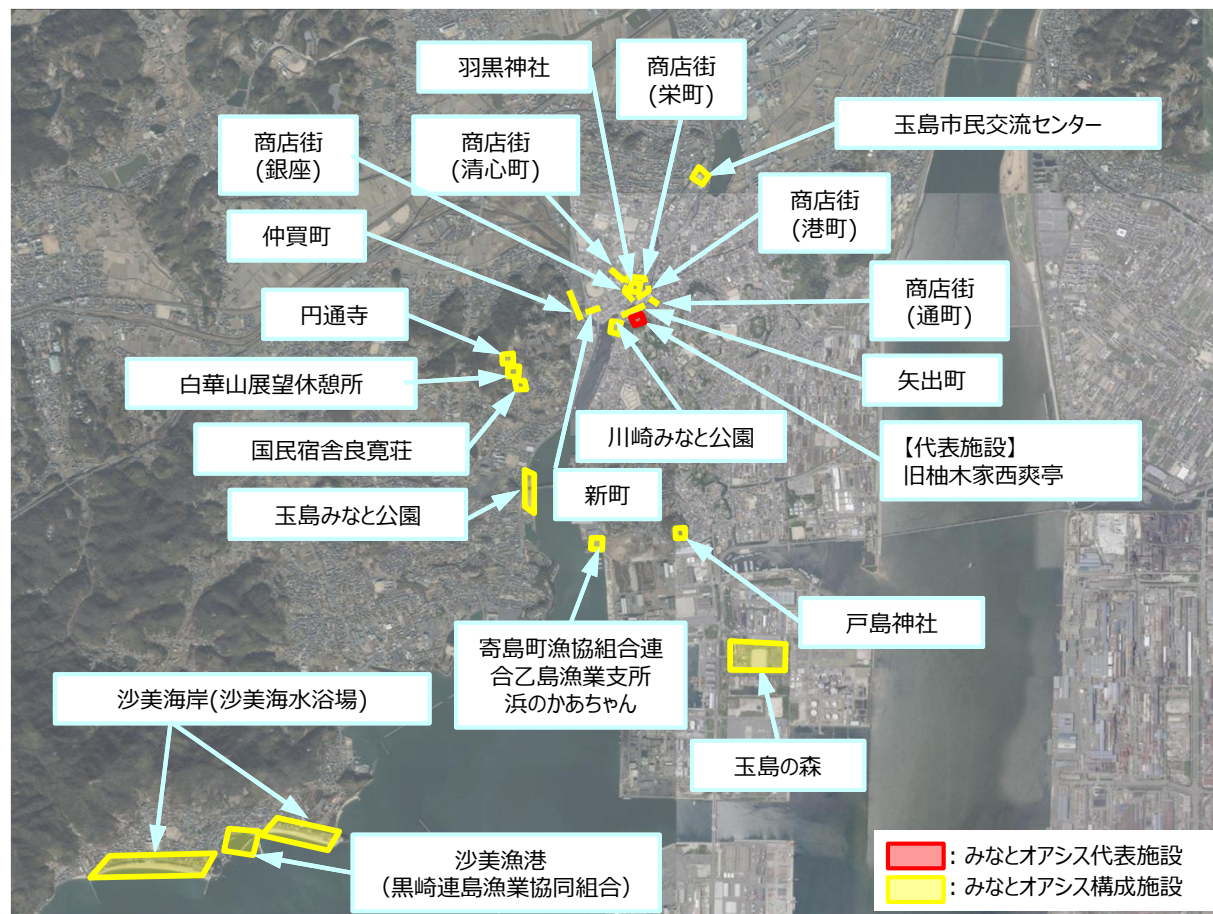 羽黒神社
商店街
(栄町)
玉島市民交流センター
商店街
(銀座)
商店街
(清心町)
商店街
(港町)
仲買町
商店街
(通町)
円通寺
白華山展望休憩所
矢出町
国民宿舎良寛荘
川崎みなと公園
【代表施設】
旧柚木家西爽亭
玉島みなと公園
新町
戸島神社
寄島町漁協組合連
合乙島漁業支所
浜のかあちゃん
沙美海岸(沙美海水浴場)
玉島の森
沙美漁港
(黒崎連島漁業協同組合)
: みなとオアシス代表施設
: みなとオアシス構成施設